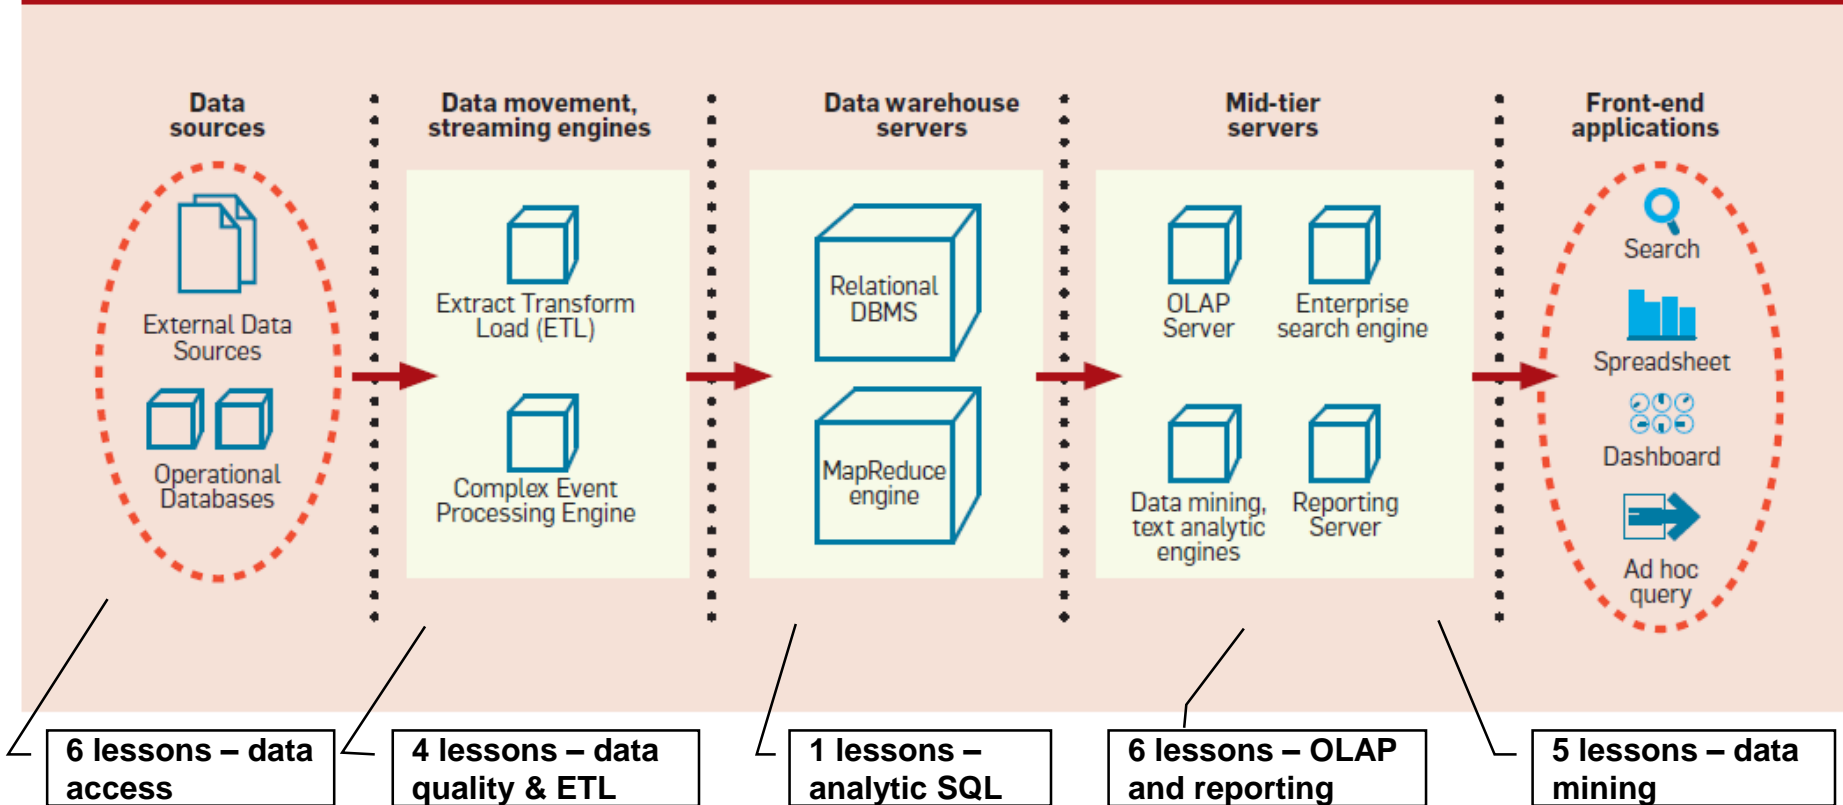 Data
sources
Data movement,
streaming engines
Data warehouse
servers
Mid-tier
servers
Front-end
applications
External Data
Sources
Operational
Databases
Extract Transform
Load (ETL)
Complex Event
Processing Engine
Relational
DBMS
MapReduce
engine
OLAP
Server
Enterprise
search engine
Data mining,
text analytic
engines
Reporting
Server
Search
Spreadsheet
Dashboard
Ad hoc
query
6 lessons – data
access
4 lessons – data
quality & ETL
1 lessons –
analytic SQL
6 lessons – OLAP
and reporting
5 lessons – data
mining